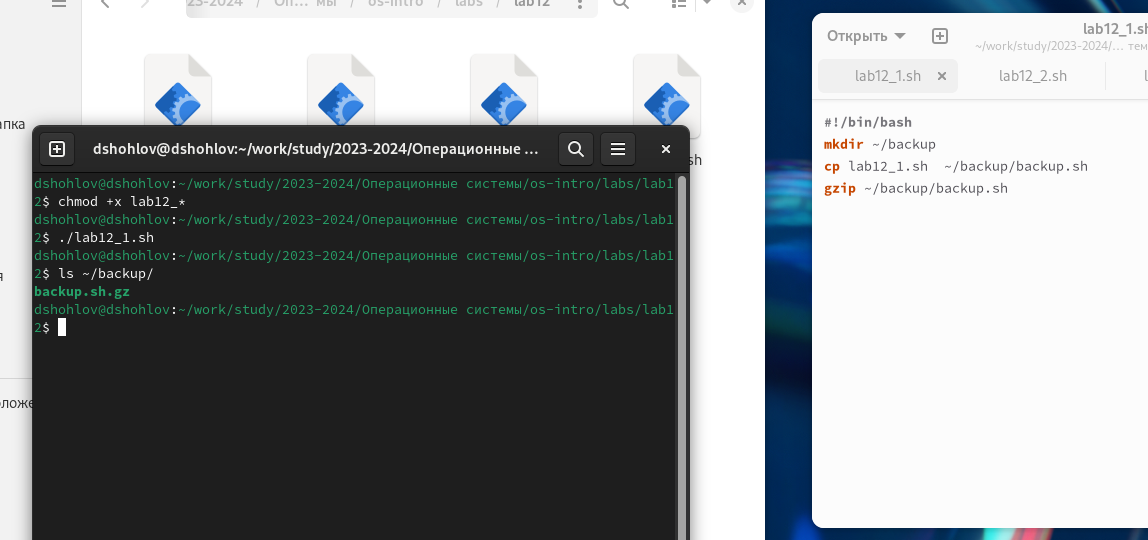 23-2024 / Оп… мы / os-intro / labs / lab12
апка
sh
я
оложе
dshohlov@dshohlov:~/work/study/2023-2024/Операционные ...
dshohlov@dshohlov:~/work/study/2023-2024/Операционные системы/os-intro/labs/lab1
2$ chmod +x lab12_*
dshohlov@dshohlov:~/work/study/2023-2024/Операционные системы/os-intro/labs/lab1
2$ ./lab12_1.sh
dshohlov@dshohlov:~/work/study/2023-2024/Операционные системы/os-intro/labs/lab1
2$ ls ~/backup/
backup.sh.gz
dshohlov@dshohlov:~/work/study/2023-2024/Операционные системы/os-intro/labs/lab1
2$
Открыть
lab12_1.sh
~/work/study/2023-2024/… тем
lab12_1.sh
lab12_2.sh
#!/bin/bash
mkdir ~/backup
cp lab12_1.sh  ~/backup/backup.sh
gzip ~/backup/backup.sh